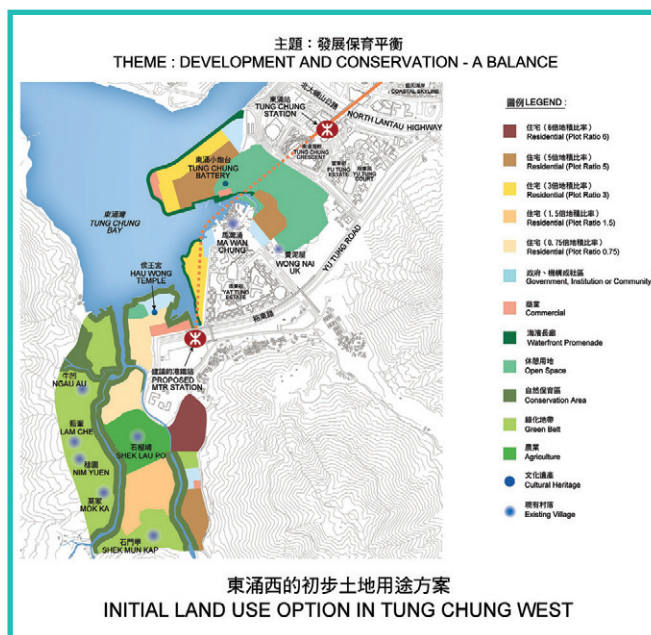 主題：發展保育平衡
THEME : DEVELOPMENT AND CONSERVATION - A BALANCE
北大嶼山公路
NORTH LANTAU HIGHWAY
COASTAL SKYLINE
東涌站
TUNG CHUNG
STATION
TUNG CHUNG
CRESCENT
FU TUNG
ESTATE
YU TUNG
COURT
東涌小炮台
TUNG CHUNG
BATTERY
東涌灣
TUNG CHUNG
BAY
馬灣涌
MA WAN
CHUNG
黃泥屋
WONG NAI
UK
YU TUNG ROAD
侯王宮
HAU WONG
TEMPLE
YAT TUNG
ESTATE
裕東路
建議的港鐵站
PROPOSED
MTR STATION
牛凹
NGAU AU
藍輋
LAM CHE
稔園
NIM YUEN
莫家
MOK KA
石榴埔
SHEK LAU PO
石門甲
SHEK MUN KAP
圖例 LEGEND :
住宅（6倍地積比率）
Residential (Plot Ratio 6)
住宅（5倍地積比率）
Residential (Plot Ratio 5)
住宅（3倍地積比率）
Residential (Plot Ratio 3)
住宅（1.5倍地積比率）
Residential (Plot Ratio 1.5)
住宅（0.75倍地積比率）
Residential (Plot Ratio 0.75)
政府、機構或社區
Government, Institution or Community
商業
Commercial
海濱長廊
Waterfront Promenade
休憩用地
Open Space
自然保育區
Conservation Area
綠化地帶
Green Belt
農業
Agriculture
文化遺產
Cultural Heritage
現有村落
Existing Village
東涌西的初步土地用途方案
INITIAL LAND USE OPTION IN TUNG CHUNG WEST